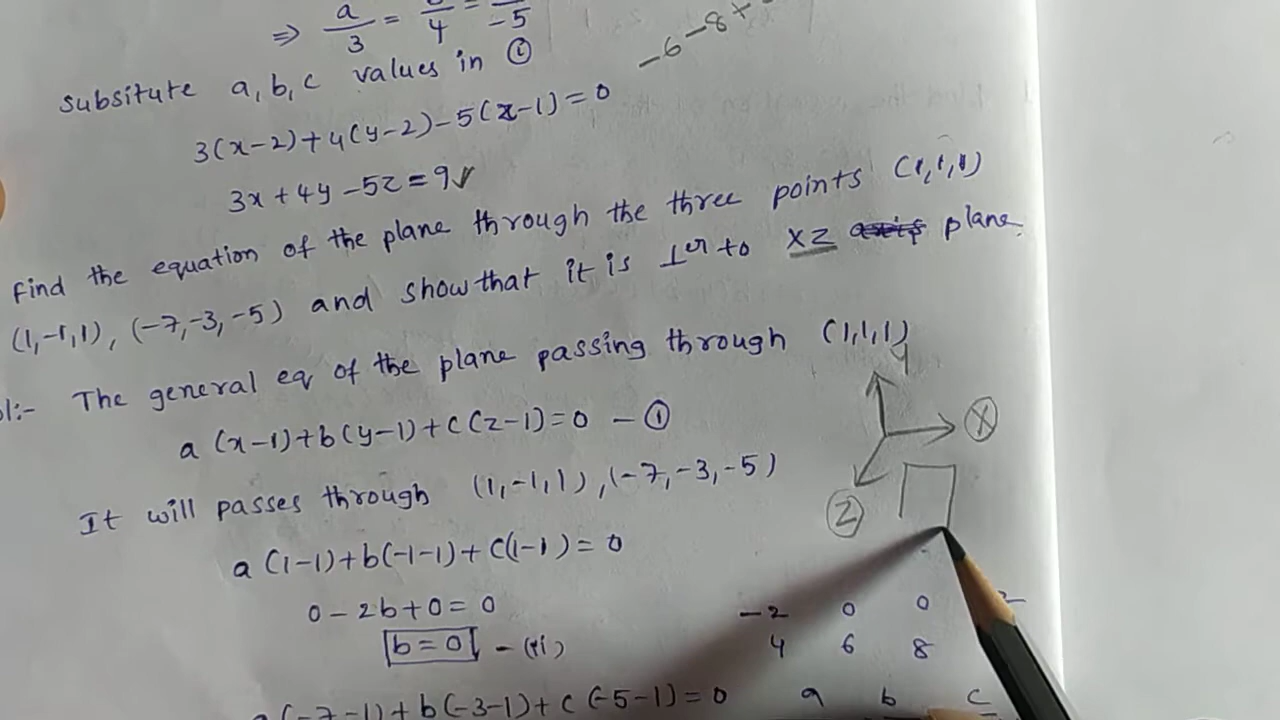 ⇒ a/3 = /4 = /-5
-6-8+
subsitute a, b, c values in ①
3(x-2)+4(y-2)-5(z-1)=0
3x+4y-5z=9✓
Find the equation of the plane through the three points (1,1,1)
(1,-1,1), (-7,-3,-5) and show that it is ⊥er to XZ plane.
ol:- The general eq of the plane passing through (1,1,1)
a (x-1)+b(y-1)+c(z-1)=0 - ①
It will passes through (1,-1,1),(-7,-3,-5)
y
X
Z
a(1-1)+b(-1-1)+c(1-1)=0
0-2b+0=0
b=0 -(ii)
-2 0 0
4 6 8
a(-7-1)+b(-3-1)+c(-5-1)=0
a b c